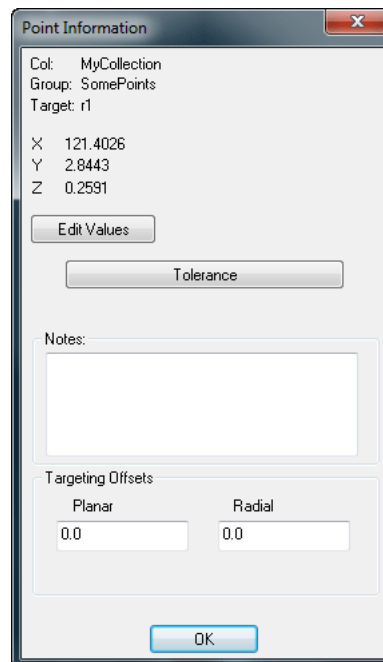 Point Information
Col: MyCollection
Group: SomePoints
Target: r1
X 121.4026
Y 2.8443
Z 0.2591
Edit Values
Tolerance
Notes:
Targeting Offsets
Planar Radial
0.0 0.0
OK